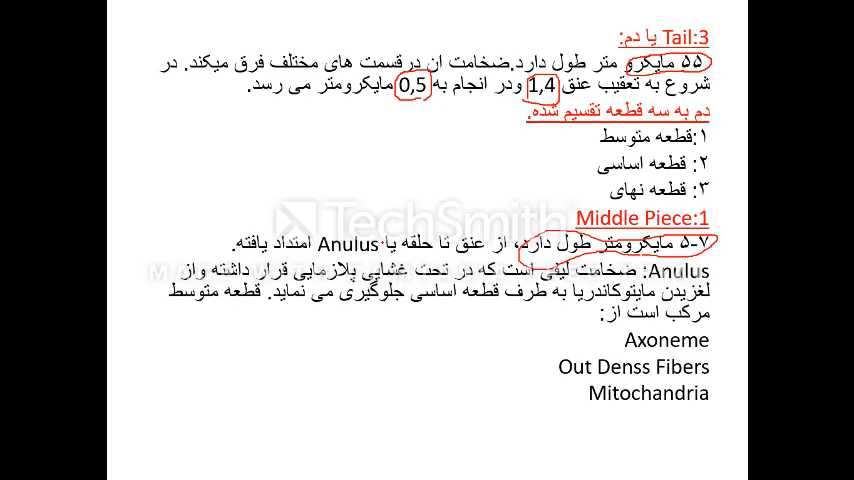 Tail:3 یا دم:
۵۵ مایکرو متر طول دارد.ضخامت ان در قسمت های مختلف فرق میکند. در
شروع به تعقیب عنق 1,4 ودر انجام به 0,5 مایکرومتر می رسد.
دم به سه قطعه تقسیم شده.
۱:قطعه متوسط
۲: قطعه اساسی
۳: قطعه نهای
Middle Piece:1
۵-۷ مایکرومتر طول دارد، از عنق تا حلقه یا Anulus امتداد یافته.
Anulus: ضخامت لیفی است که در تحت غشایی پلازمایی قرار داشته واز
لغزیدن مایتوکاندریا به طرف قطعه اساسی جلوگیری می نماید. قطعه متوسط
مرکب است از:
Axoneme
Out Denss Fibers
Mitochandria
TechSmith